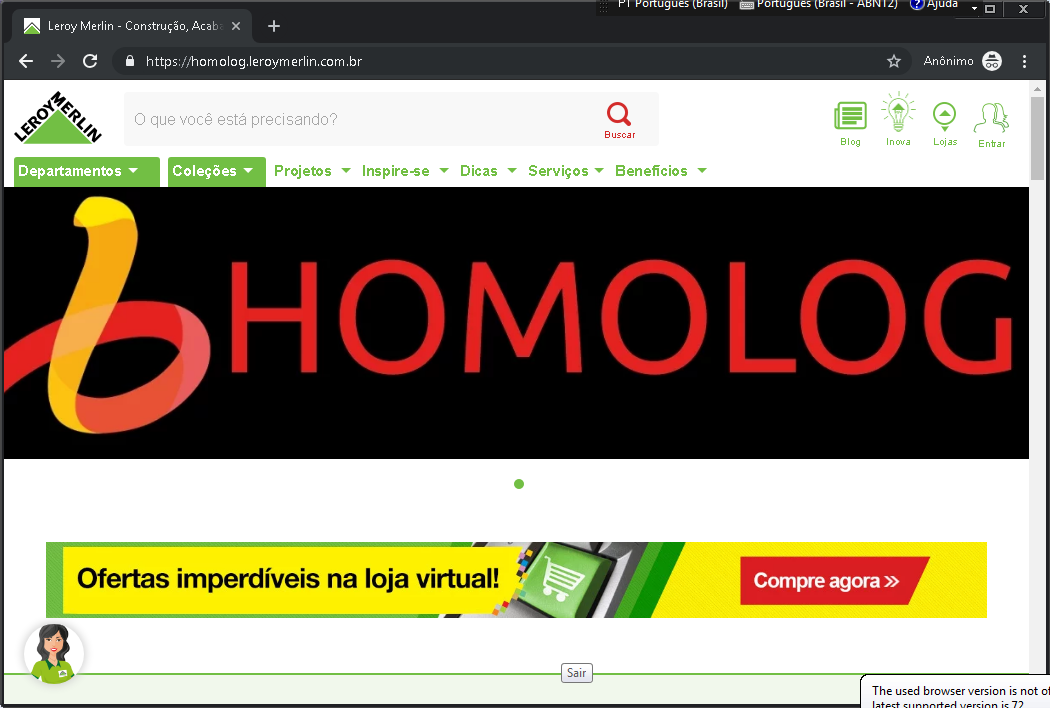 PT Português (Brasil) Português (Brasil - ABNT2) Ajuda
Leroy Merlin - Construção, Acaba
https://homolog.leroymerlin.com.br
Anônimo
LEROY MERLIN
O que você está precisando?
Buscar
Blog
Inova
Lojas
Entrar
Departamentos Coleções Projetos Inspire-se Dicas Serviços Benefícios
HOMOLOG
Ofertas imperdíveis na loja virtual!
Compre agora »
Sair
The used browser version is not of
latest supported version is 72